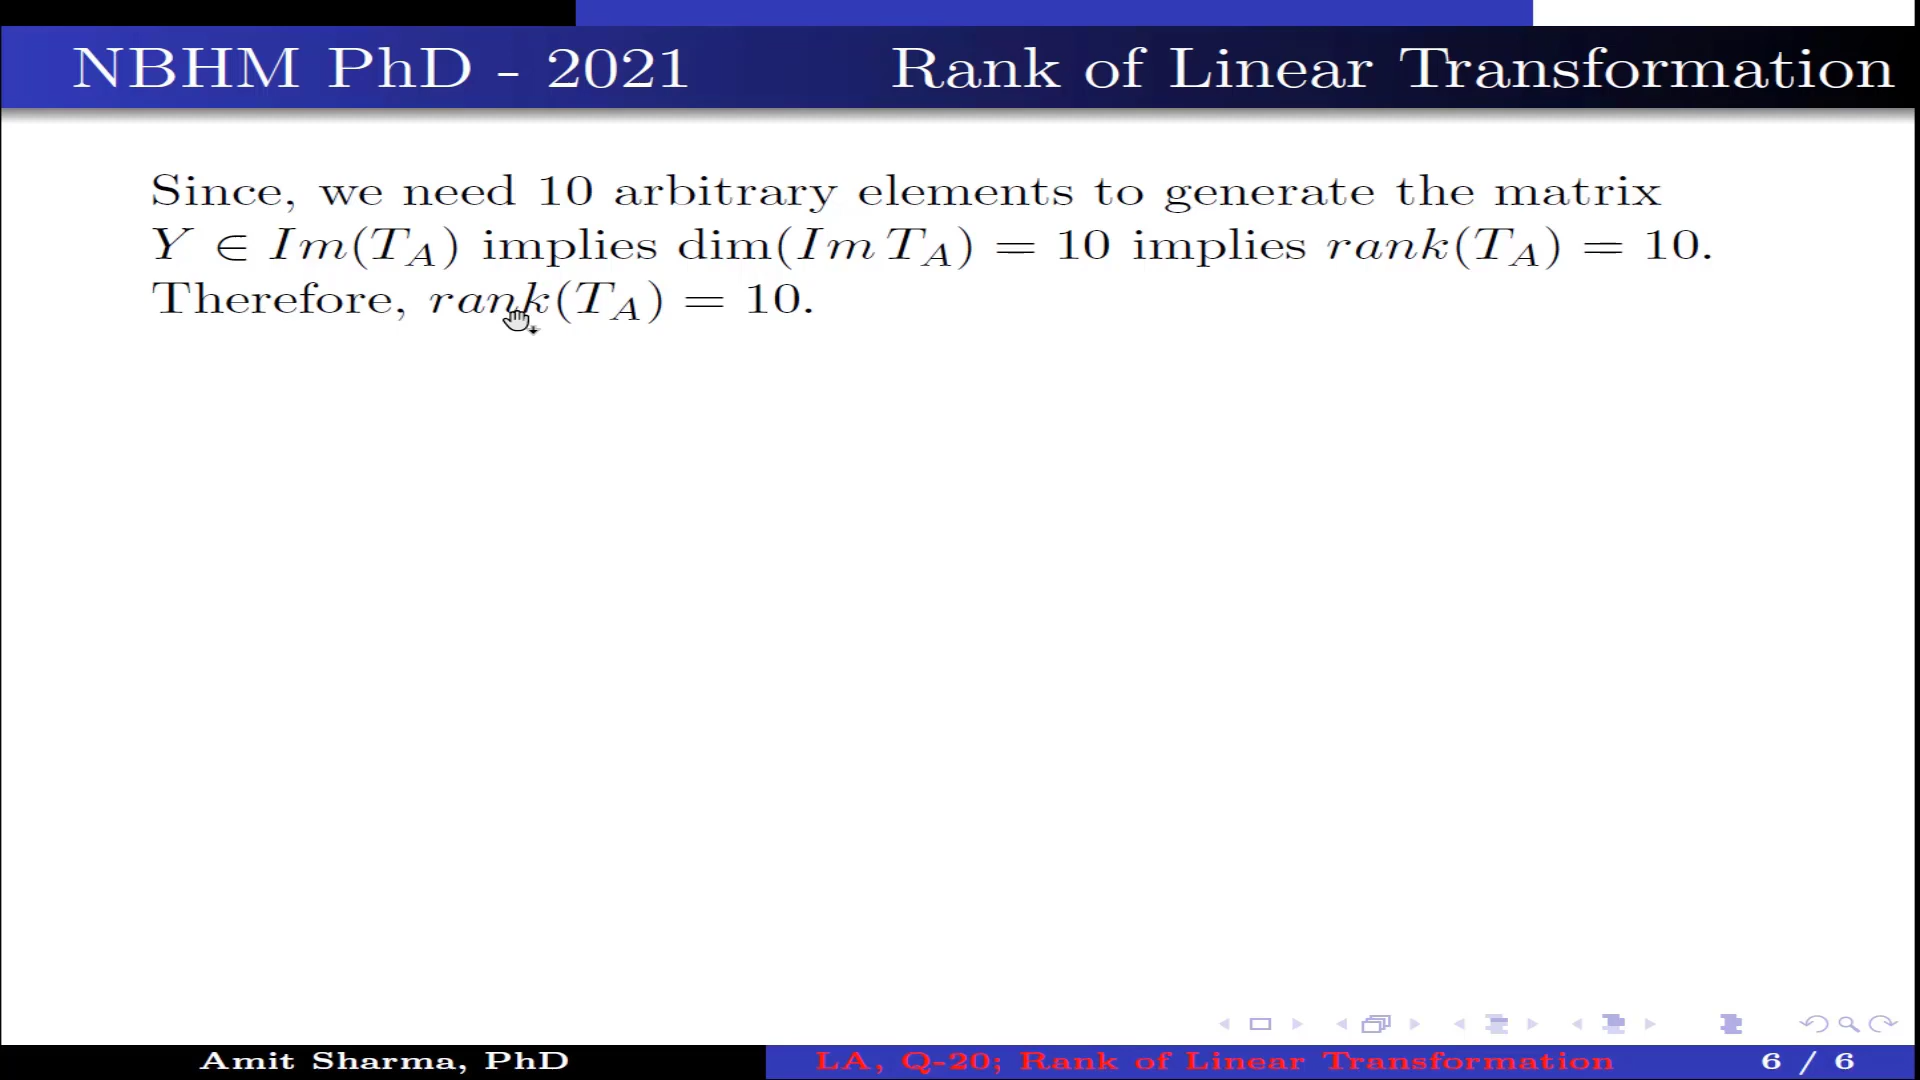 NBHM PhD - 2021 Rank of Linear Transformation
Since, we need 10 arbitrary elements to generate the matrix
Y ∈ Im(T_A) implies dim(Im T_A) = 10 implies rank(T_A) = 10.
Therefore, rank(T_A) = 10.
Amit Sharma, PhD LA, Q-20; Rank of Linear Transformation 6 / 6